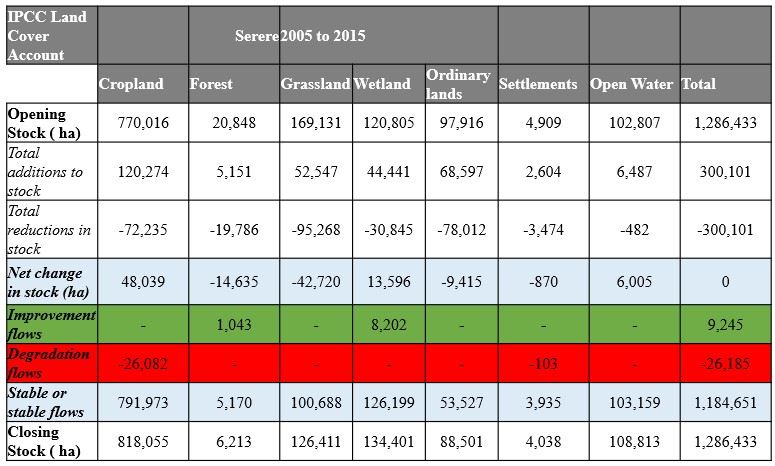 IPCC Land Cover Account Serere 2005 to 2015
Cropland Forest Grassland Wetland Ordinary lands Settlements Open Water Total
Opening Stock ( ha) 770,016 20,848 169,131 120,805 97,916 4,909 102,807 1,286,433
Total additions to stock 120,274 5,151 52,547 44,441 68,597 2,604 6,487 300,101
Total reductions in stock -72,235 -19,786 -95,268 -30,845 -78,012 -3,474 -482 -300,101
Net change in stock (ha) 48,039 -14,635 -42,720 13,596 -9,415 -870 6,005 0
Improvement flows - 1,043 - 8,202 - - - 9,245
Degradation flows -26,082 - - - - -103 - -26,185
Stable or stable flows 791,973 5,170 100,688 126,199 53,527 3,935 103,159 1,184,651
Closing Stock ( ha) 818,055 6,213 126,411 134,401 88,501 4,038 108,813 1,286,433